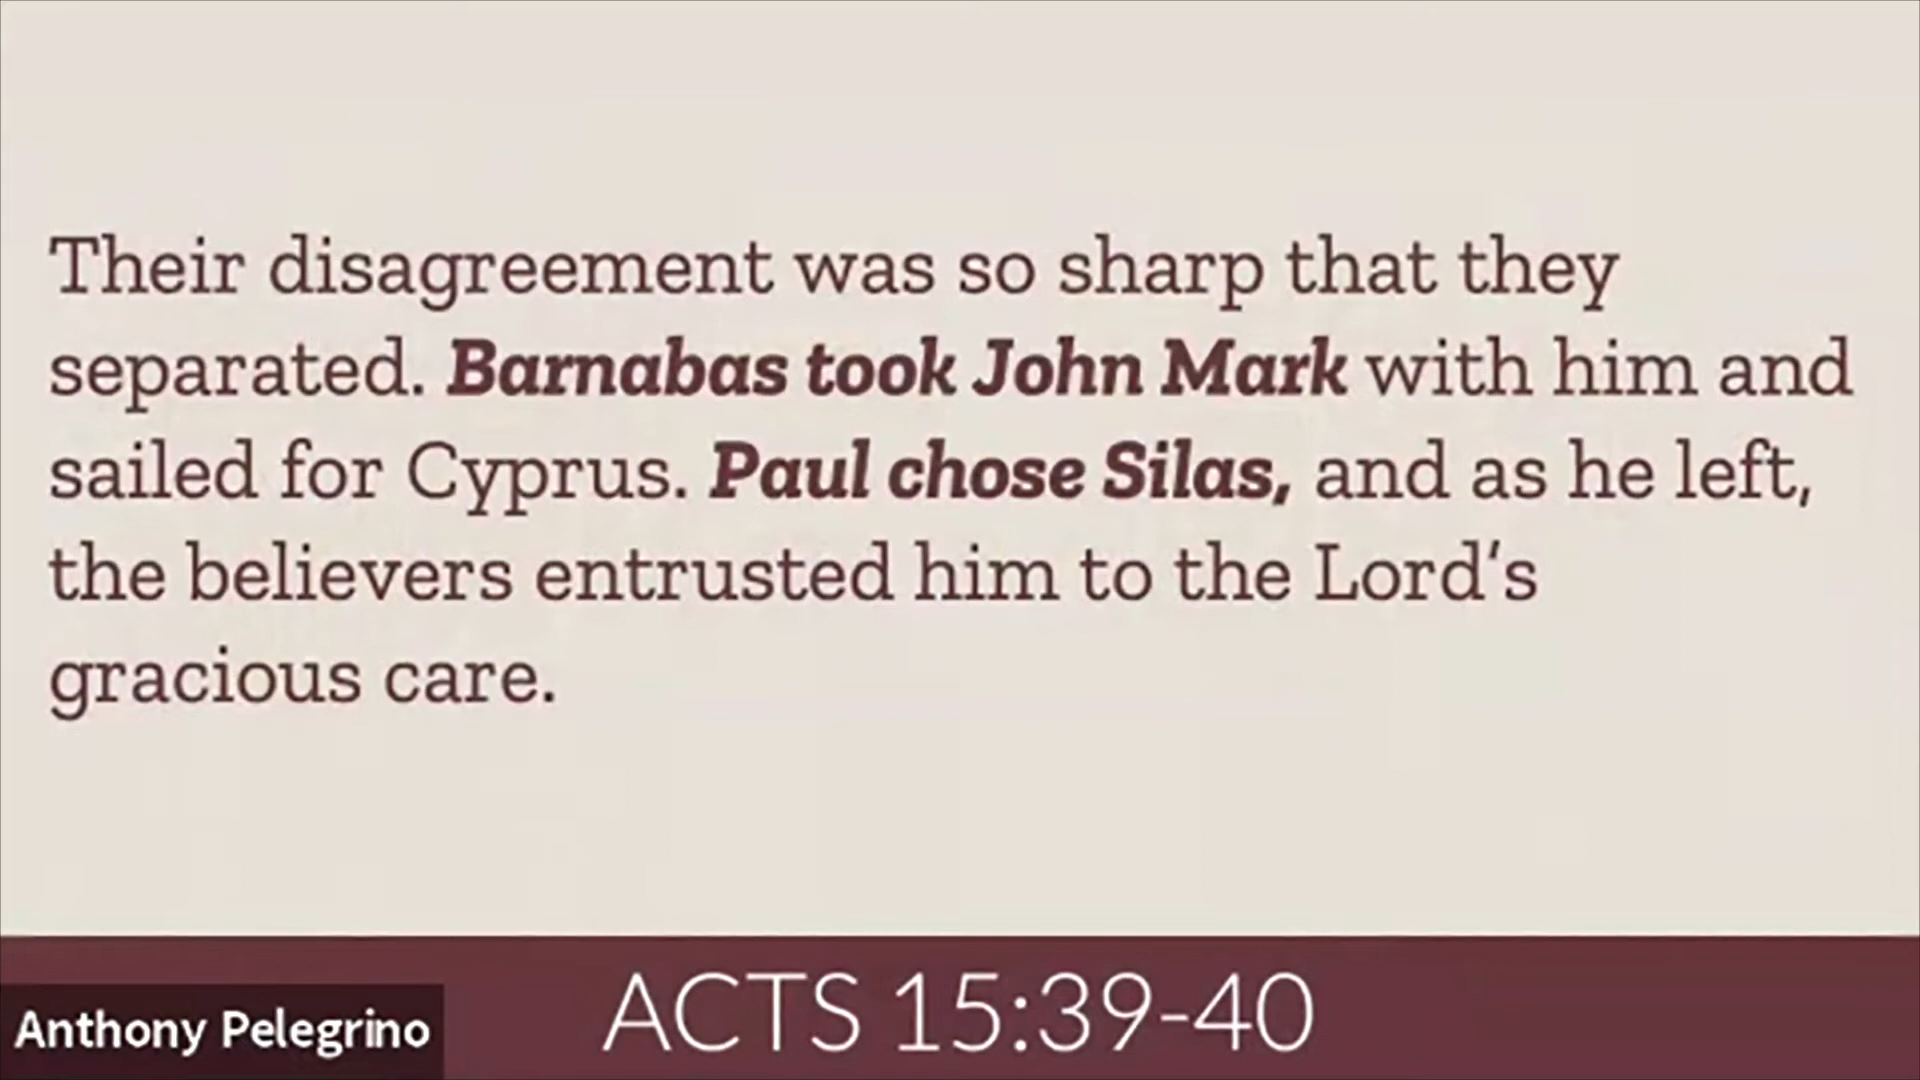 Their disagreement was so sharp that they
separated. Barnabas took John Mark with him and
sailed for Cyprus. Paul chose Silas, and as he left,
the believers entrusted him to the Lord's
gracious care.
ACTS 15:39-40
Anthony Pelegrino